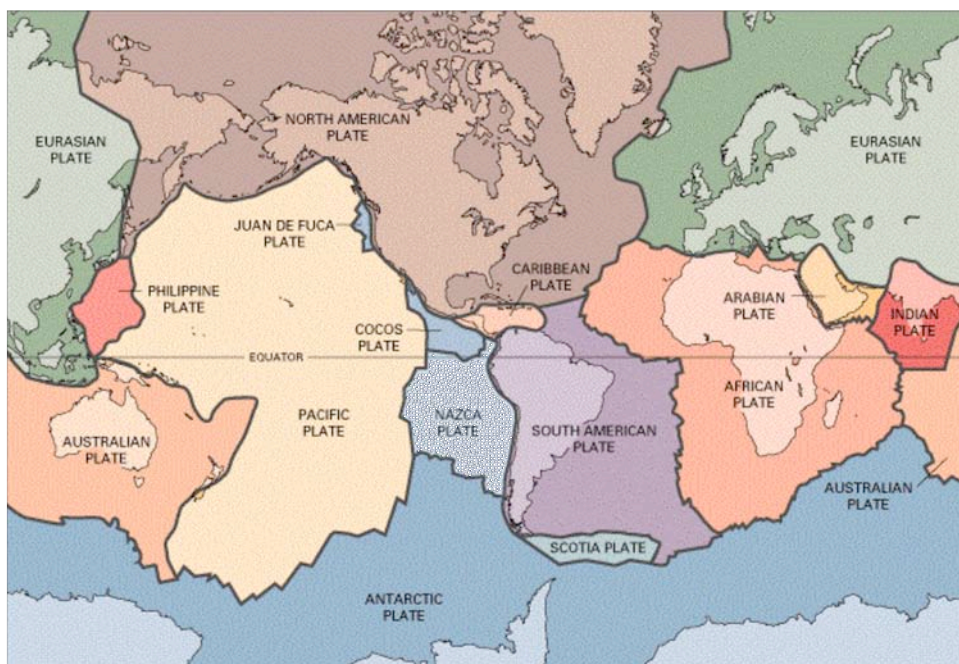 NORTH AMERICAN
PLATE
EURASIAN
PLATE
EURASIAN
PLATE
JUAN DE FUCA
PLATE
CARIBBEAN
PLATE
PHILIPPINE
PLATE
ARABIAN
PLATE
INDIAN
PLATE
COCOS
PLATE
EQUATOR
AFRICAN
PLATE
PACIFIC
PLATE
NAZCA
PLATE
SOUTH AMERICAN
PLATE
AUSTRALIAN
PLATE
AUSTRALIAN
PLATE
SCOTIA PLATE
ANTARCTIC
PLATE